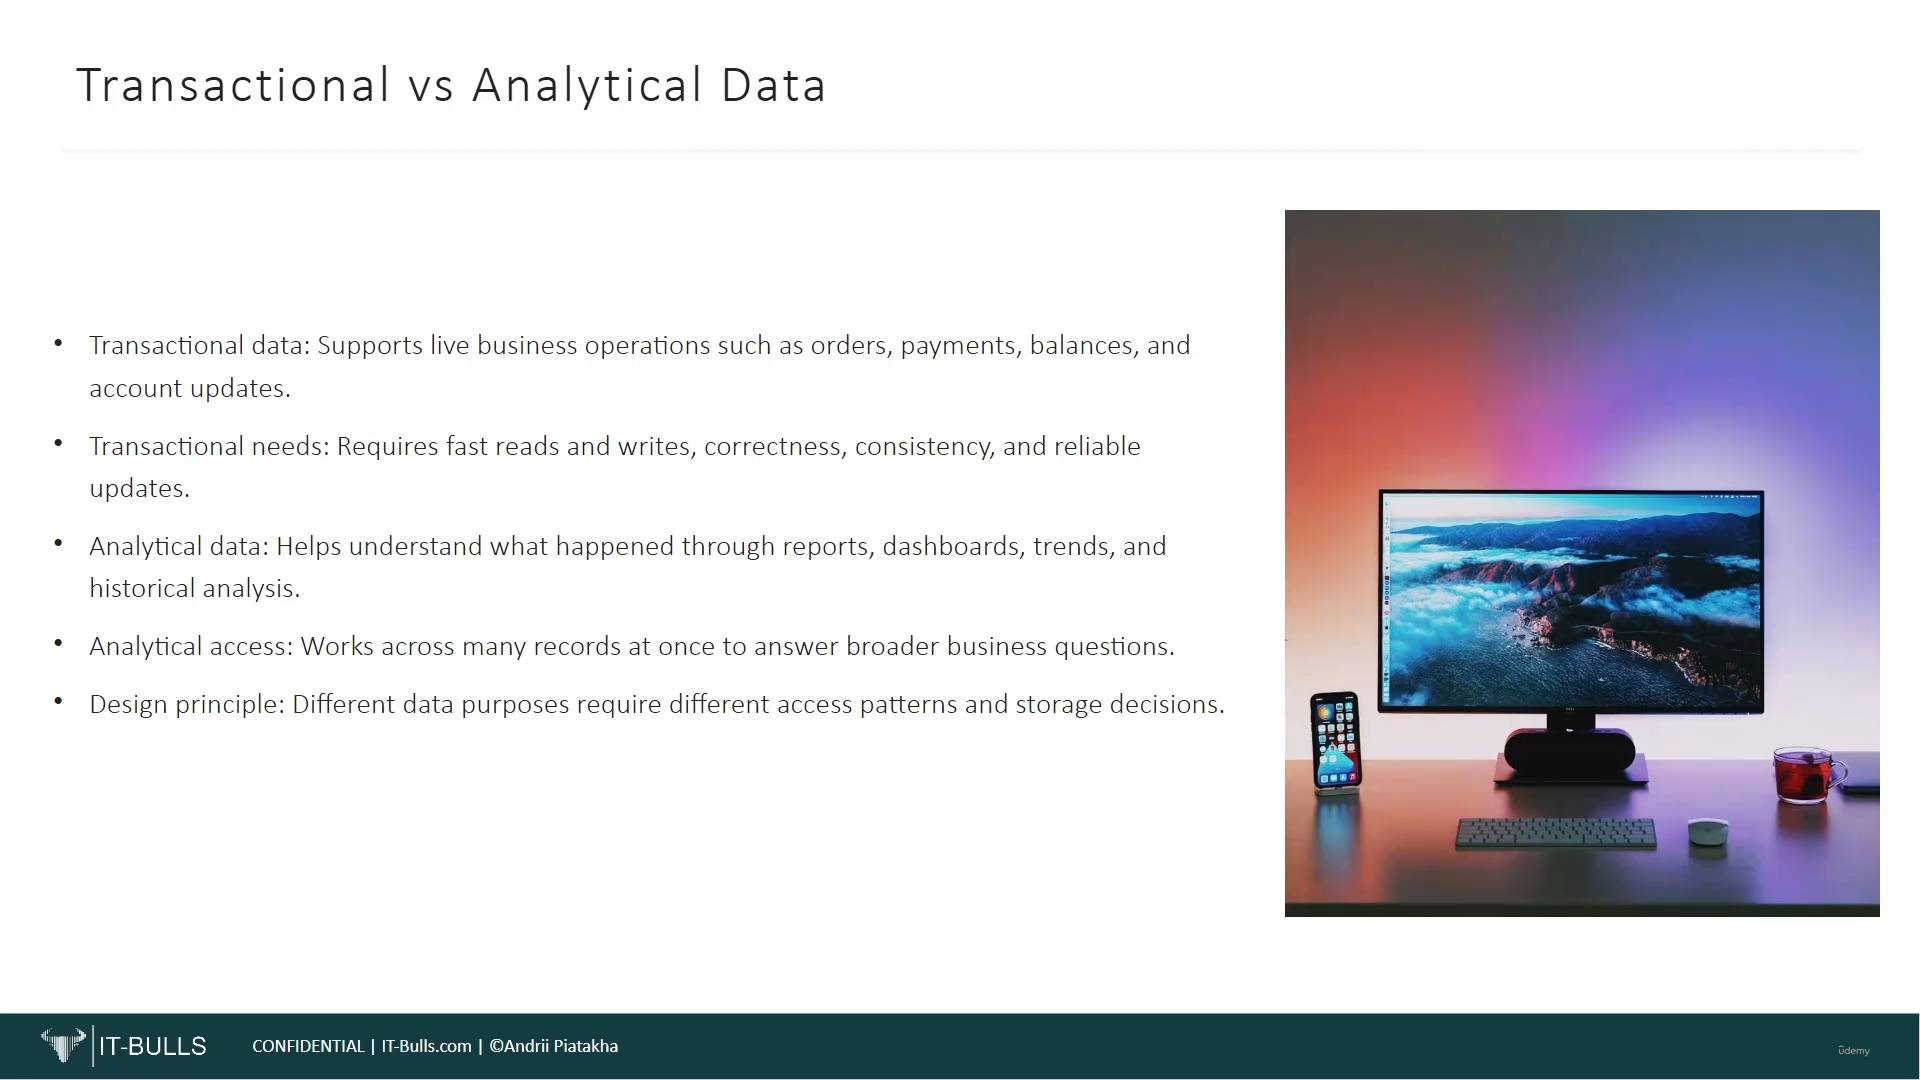 Transactional vs Analytical Data
• Transactional data: Supports live business operations such as orders, payments, balances, and
account updates.
• Transactional needs: Requires fast reads and writes, correctness, consistency, and reliable
updates.
• Analytical data: Helps understand what happened through reports, dashboards, trends, and
historical analysis.
• Analytical access: Works across many records at once to answer broader business questions.
• Design principle: Different data purposes require different access patterns and storage decisions.
IT-BULLS
CONFIDENTIAL | IT-Bulls.com | ©Andrii Piatakha
ûdemy